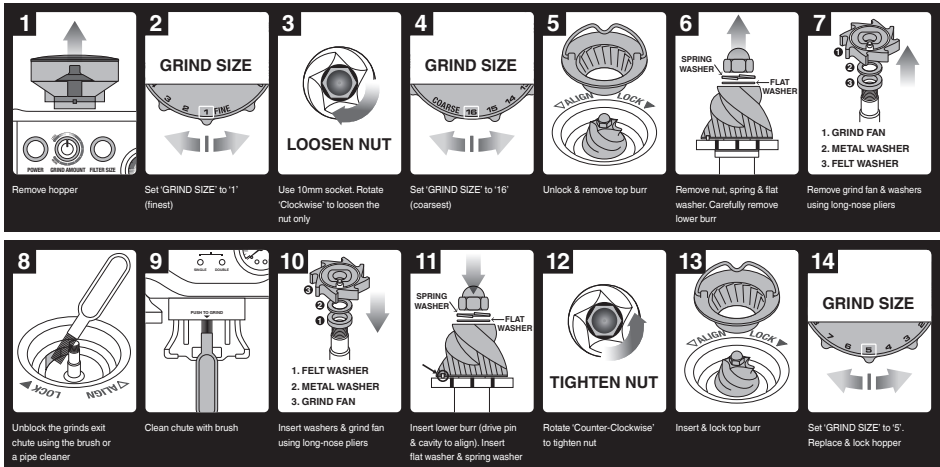 1
POWER GRIND AMOUNT FILTER SIZE
Remove hopper
2
GRIND SIZE
3 2 1 FINE
Set 'GRIND SIZE' to '1'
(finest)
3
LOOSEN NUT
Use 10mm socket. Rotate
'Clockwise' to loosen the
nut only
4
GRIND SIZE
COARSE 16 15 14
Set 'GRIND SIZE' to '16'
(coarsest)
5
ALIGN LOCK
Unlock & remove top burr
6
SPRING
WASHER
FLAT
WASHER
Remove nut, spring & flat
washer. Carefully remove
lower burr
7
1
2
3
1. GRIND FAN
2. METAL WASHER
3. FELT WASHER
Remove grind fan & washers
using long-nose pliers
8
LOCK ALIGN
Unblock the grinds exit
chute using the brush or
a pipe cleaner
9
SINGLE DOUBLE
PUSH TO GRIND
Clean chute with brush
10
3
2
1
1. FELT WASHER
2. METAL WASHER
3. GRIND FAN
Insert washers & grind fan
using long-nose pliers
11
SPRING
WASHER
FLAT
WASHER
Insert lower burr (drive pin
& cavity to align). Insert
flat washer & spring washer
12
TIGHTEN NUT
Rotate 'Counter-Clockwise'
to tighten nut
13
ALIGN LOCK
Insert & lock top burr
14
GRIND SIZE
7 6 5 4 3
Set 'GRIND SIZE' to '5'.
Replace & lock hopper